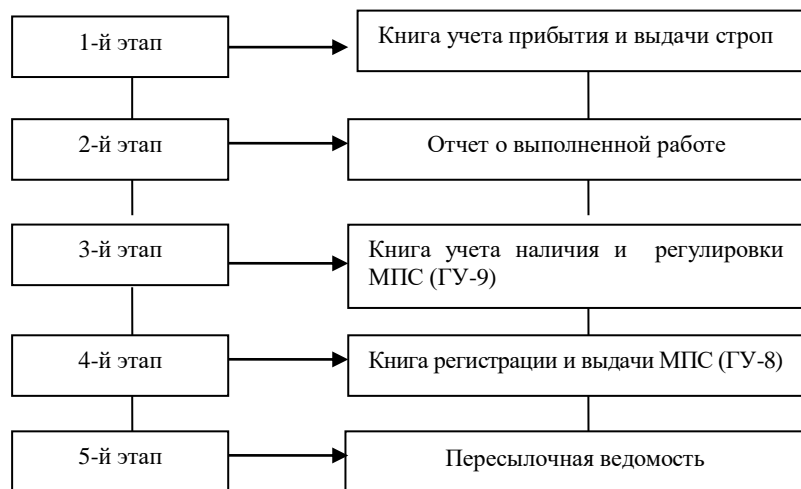 1-й этап
Книга учета прибытия и выдачи строп
2-й этап
Отчет о выполненной работе
3-й этап
Книга учета наличия и регулировки
МПС (ГУ-9)
4-й этап
Книга регистрации и выдачи МПС (ГУ-8)
5-й этап
Пересылочная ведомость